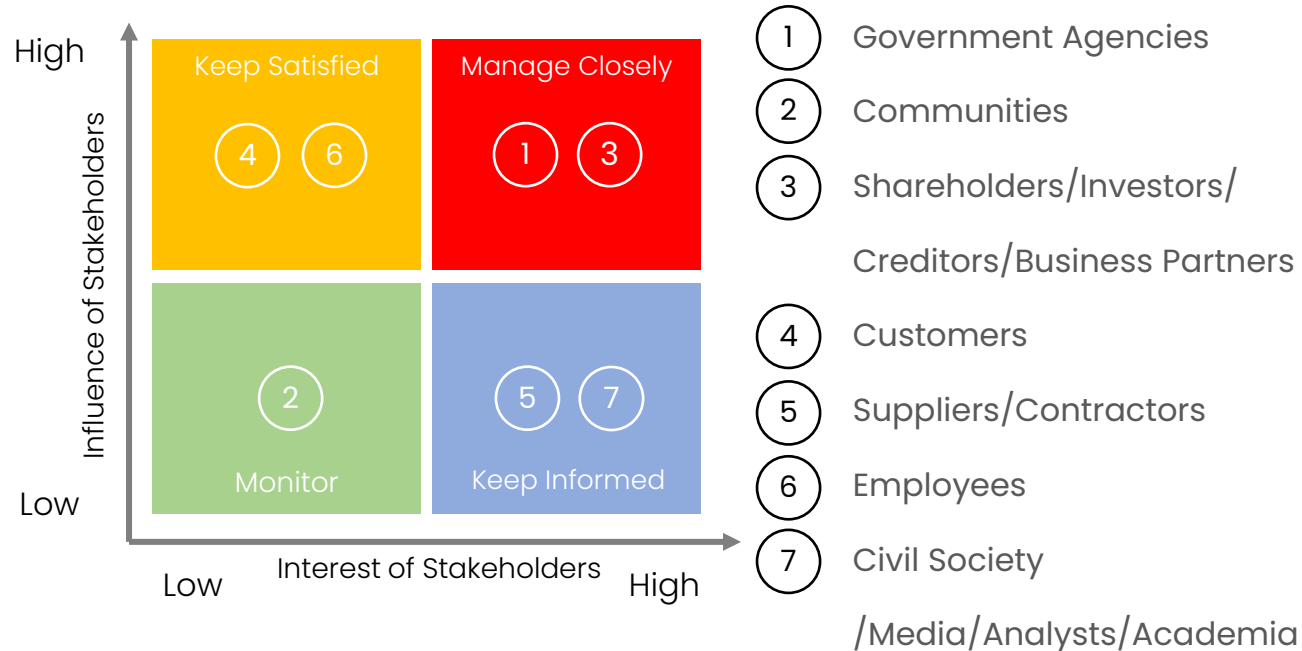 High
Influence of Stakeholders
Low
Keep Satisfied
4 6
Manage Closely
1 3
2
Monitor
5 7
Keep Informed
Low
Interest of Stakeholders
High
1 Government Agencies
2 Communities
3 Shareholders/Investors/
Creditors/Business Partners
4 Customers
5 Suppliers/Contractors
6 Employees
7 Civil Society
/Media/Analysts/Academia